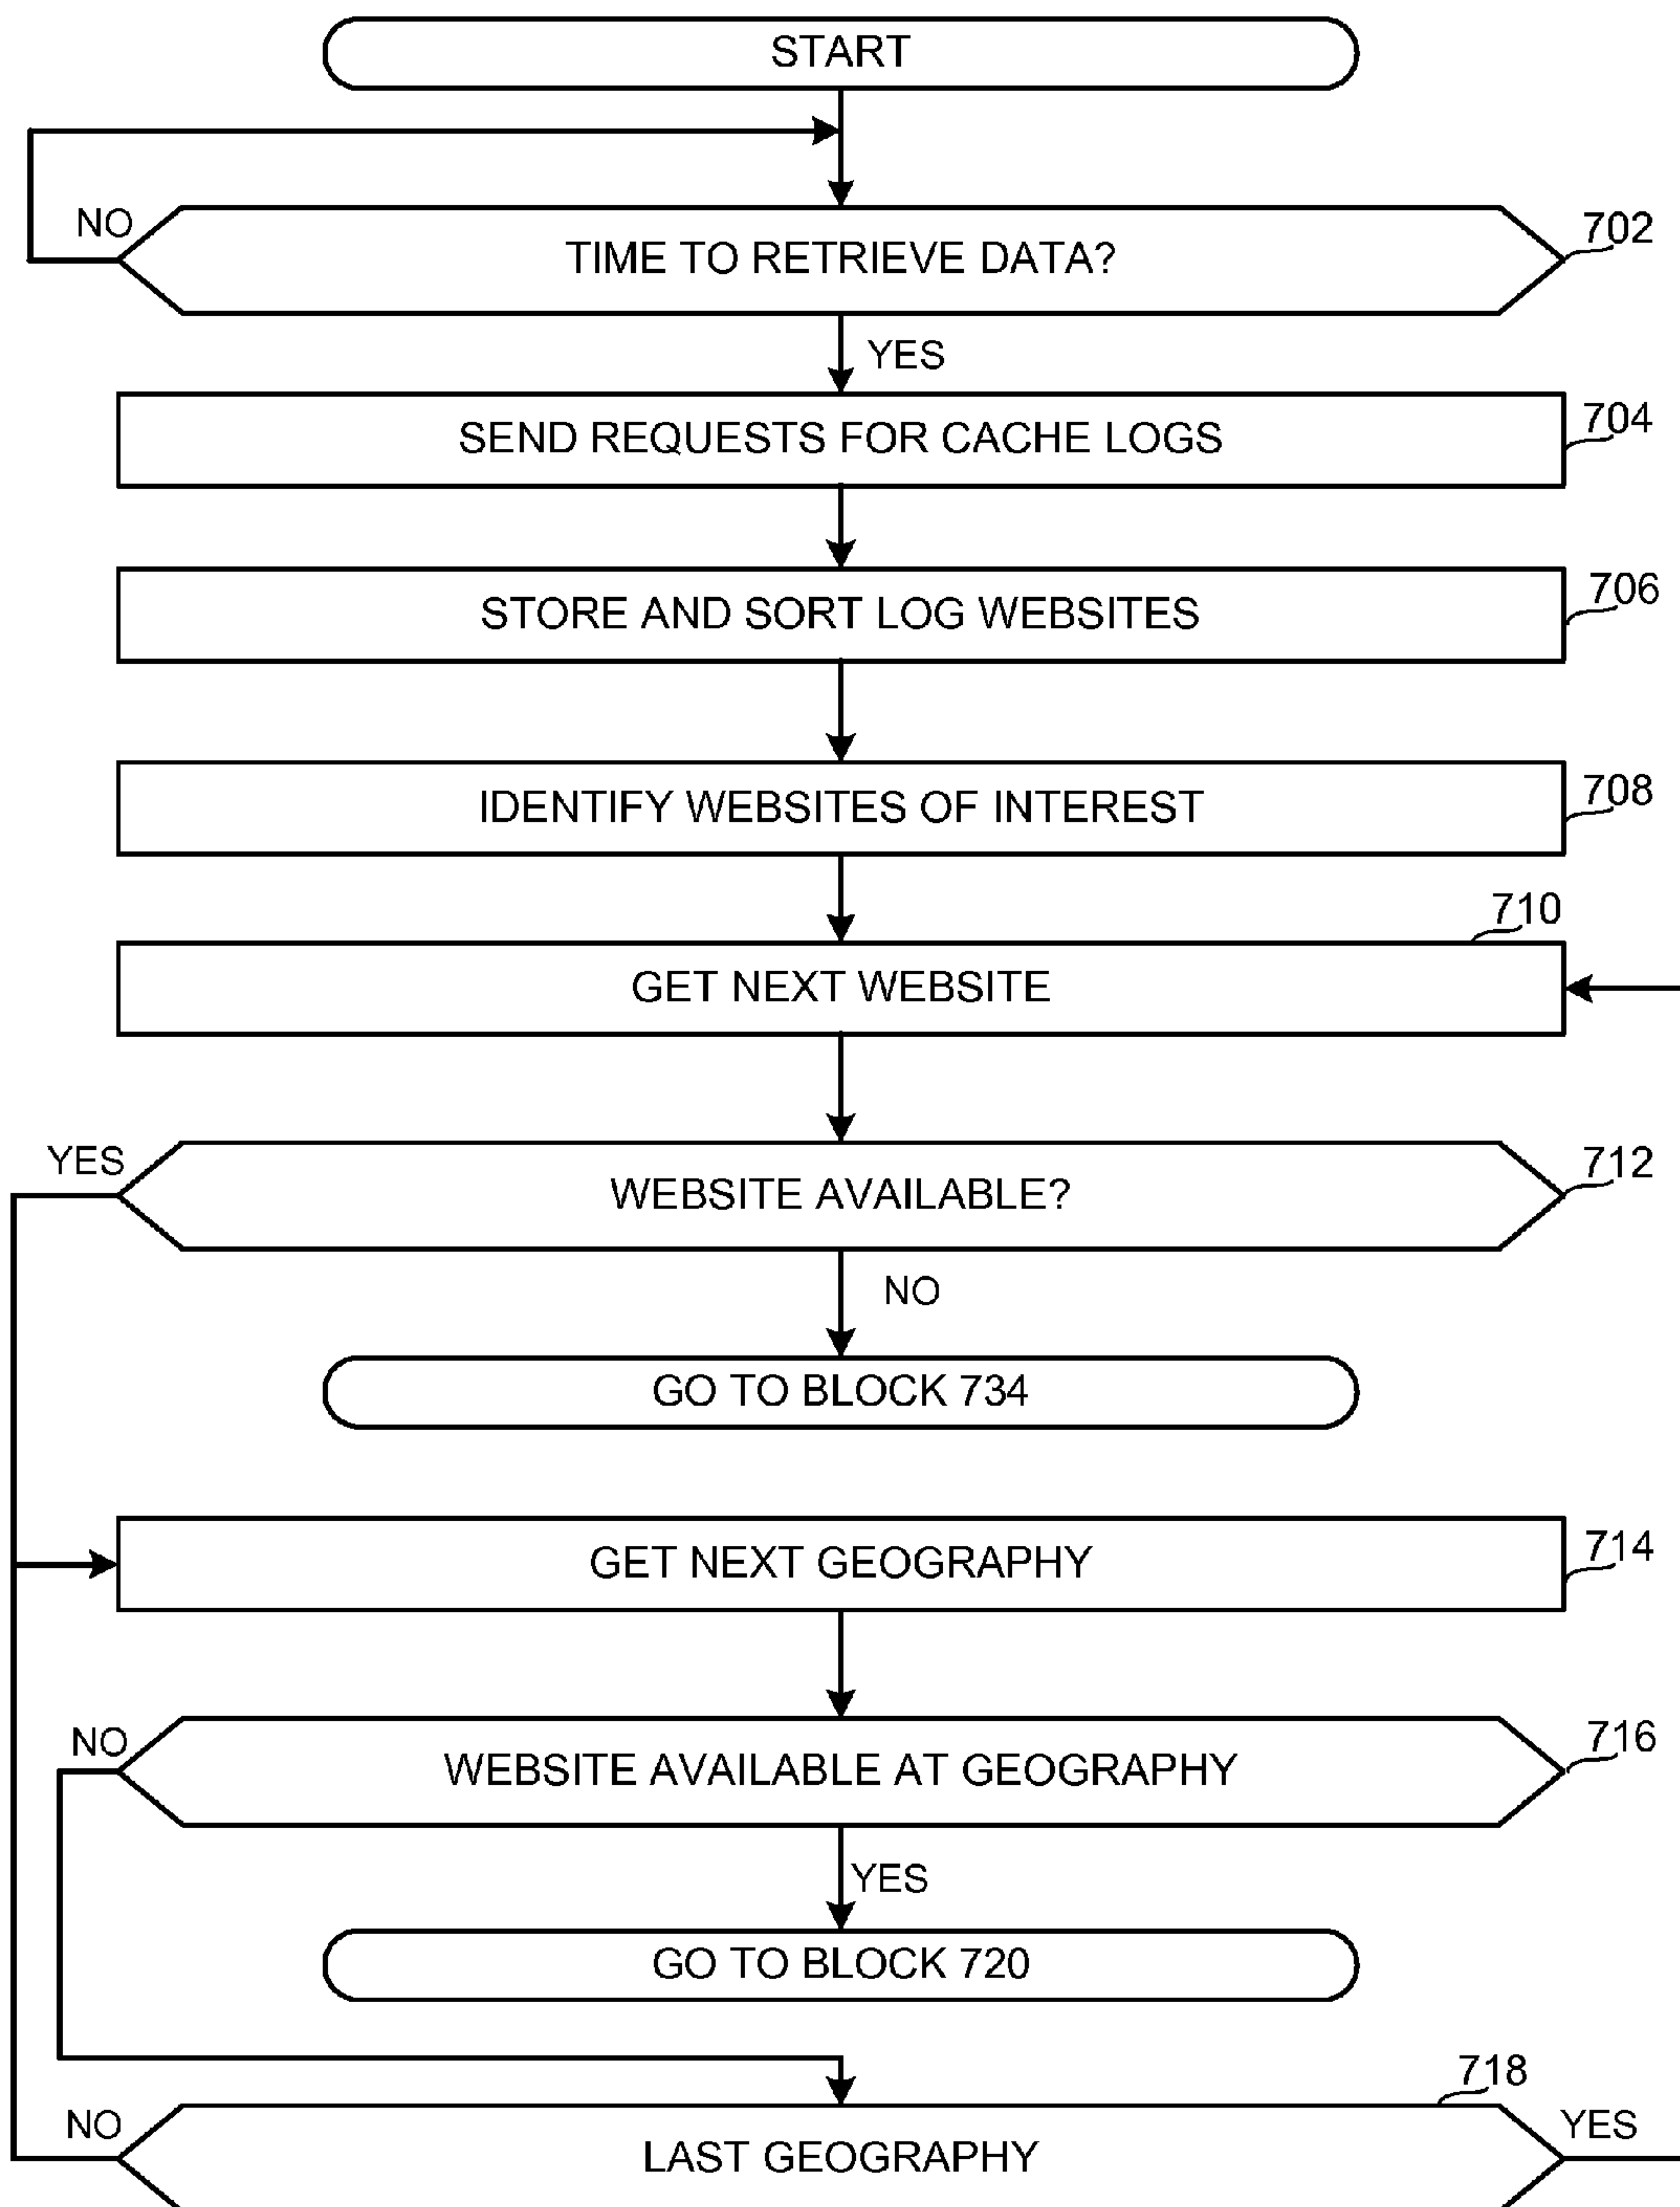 START
NO
TIME TO RETRIEVE DATA?
702
YES
SEND REQUESTS FOR CACHE LOGS
704
STORE AND SORT LOG WEBSITES
706
IDENTIFY WEBSITES OF INTEREST
708
710
GET NEXT WEBSITE
YES
WEBSITE AVAILABLE?
712
NO
GO TO BLOCK 734
GET NEXT GEOGRAPHY
714
NO
WEBSITE AVAILABLE AT GEOGRAPHY
716
YES
GO TO BLOCK 720
718
NO
LAST GEOGRAPHY
YES